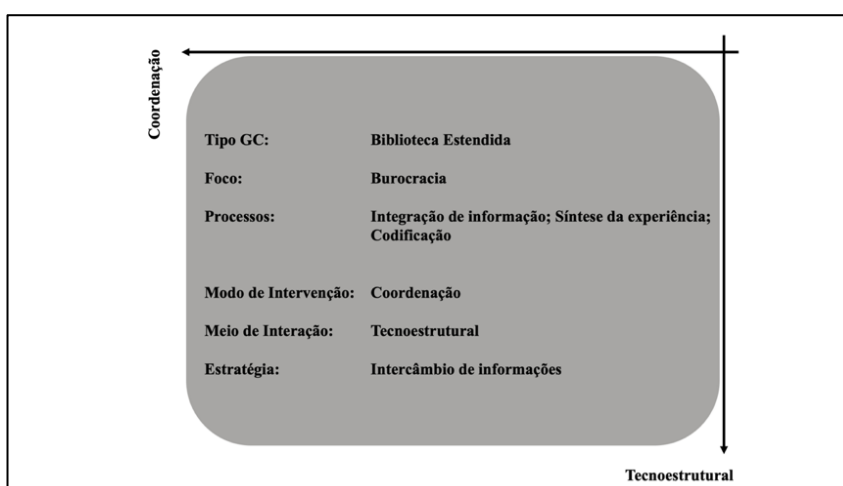 Coordenação
Tipo GC: Biblioteca Estendida
Foco: Burocracia
Processos: Integração de informação; Síntese da experiência;
Codificação
Modo de Intervenção: Coordenação
Meio de Interação: Tecnoestrutural
Estratégia: Intercâmbio de informações
Tecnoestrutural